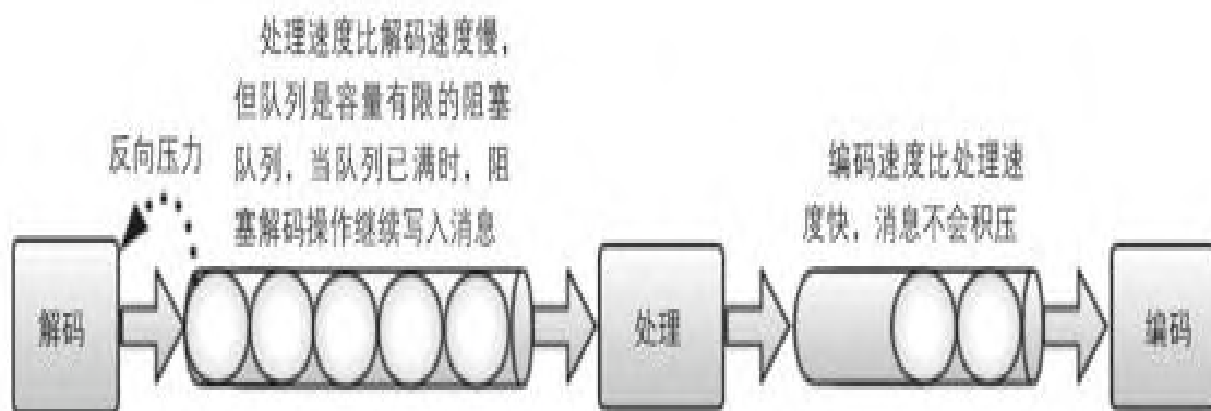 处理速度比解码速度慢，
但队列是容量有限的阻塞
队列，当队列已满时，阻
塞解码操作继续写入消息
反向压力
编码速度比处理速
度快，消息不会积压
解码
处理
编码